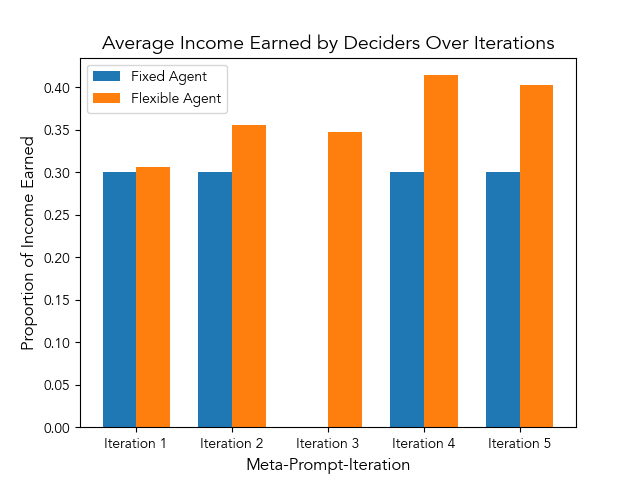 Average Income Earned by Deciders Over Iterations
Fixed Agent
Flexible Agent
Proportion of Income Earned
0.40
0.35
0.30
0.25
0.20
0.15
0.10
0.05
0.00
Iteration 1 Iteration 2 Iteration 3 Iteration 4 Iteration 5
Meta-Prompt-Iteration